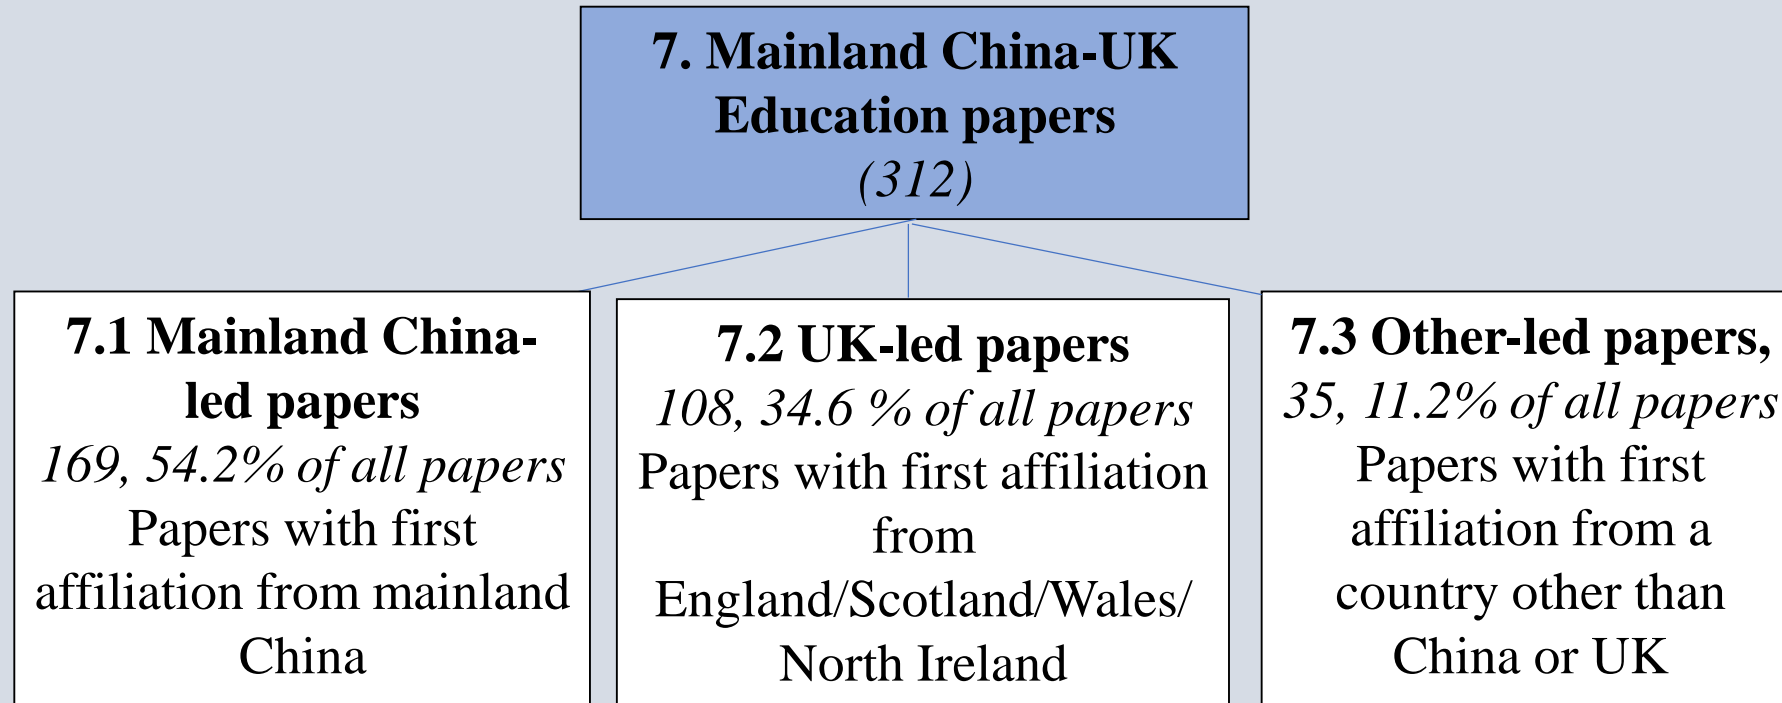 7. Mainland China-UK
Education papers
(312)
7.1 Mainland China-
led papers
169, 54.2% of all papers
Papers with first
affiliation from mainland
China
7.2 UK-led papers
108, 34.6 % of all papers
Papers with first affiliation
from
England/Scotland/Wales/
North Ireland
7.3 Other-led papers,
35, 11.2% of all papers
Papers with first
affiliation from a
country other than
China or UK